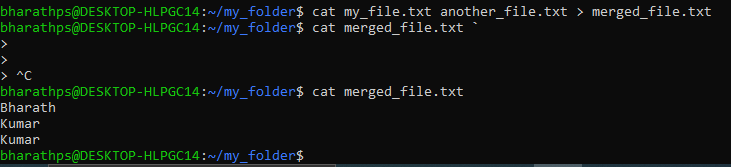 bharathps@DESKTOP-HLPGC14:~/my_folder$ cat my_file.txt another_file.txt > merged_file.txt
bharathps@DESKTOP-HLPGC14:~/my_folder$ cat merged_file.txt `
>
>
> ^C
bharathps@DESKTOP-HLPGC14:~/my_folder$ cat merged_file.txt
Bharath
Kumar
Kumar
bharathps@DESKTOP-HLPGC14:~/my_folder$